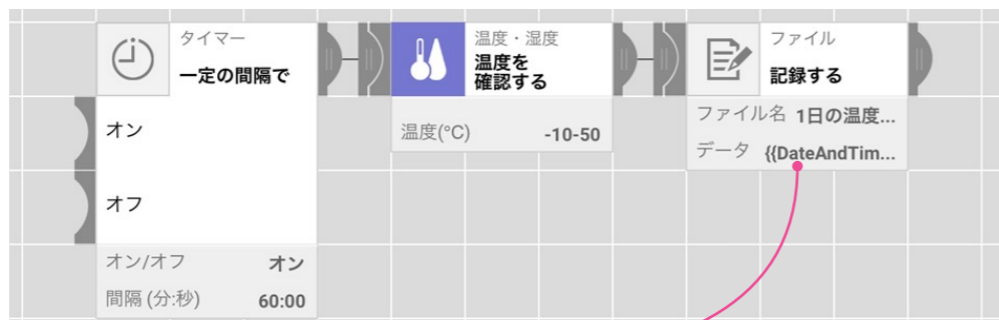 タイマー
一定の間隔で
オン
オフ
オン/オフ オン
間隔 (分:秒) 60:00
温度・湿度
温度を
確認する
温度(°C) -10-50
ファイル
記録する
ファイル名 1日の温度...
データ {{DateAndTim...